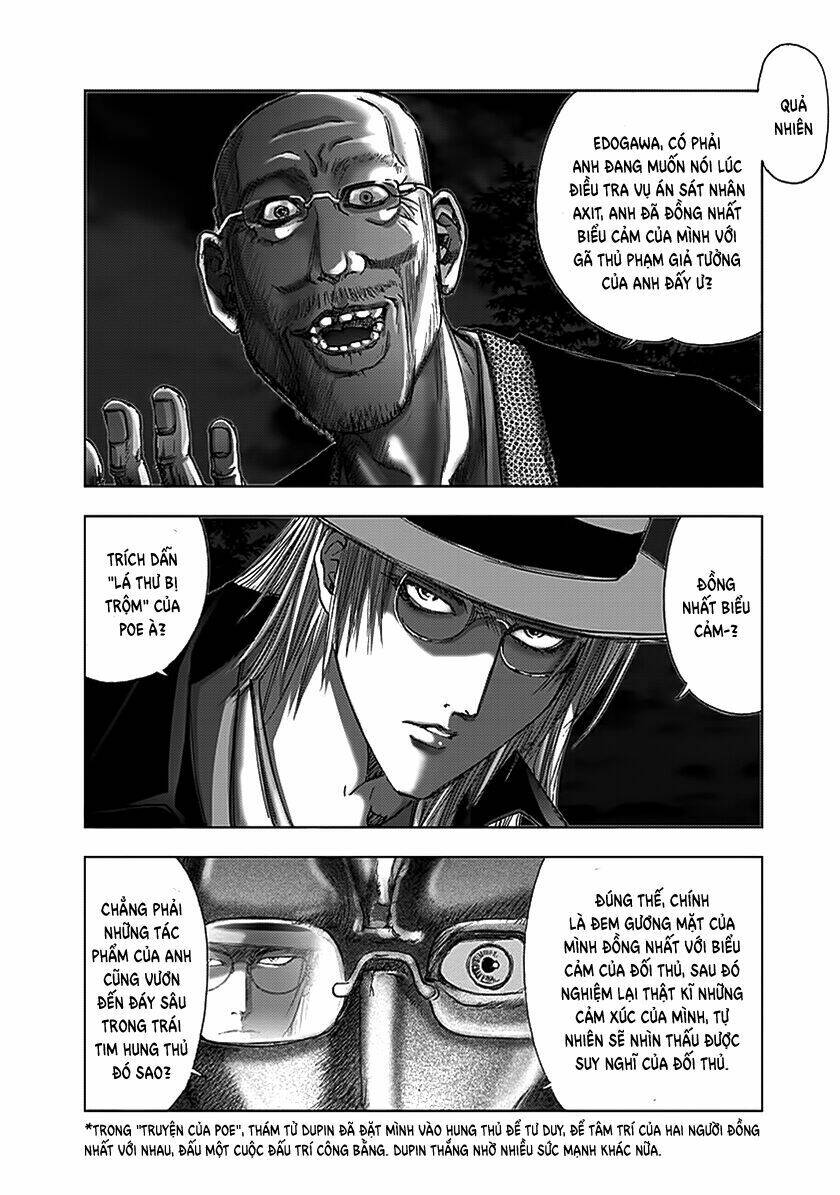 QUẢ
NHIÊN
EDOGAWA, CÓ PHẢI
ANH ĐANG MUỐN NÓI LÚC
ĐIỀU TRA VỤ ÁN SÁT NHÂN
AXIT, ANH ĐÃ ĐỒNG NHẤT
BIỂU CẢM CỦA MÌNH VỚI
GÃ THỦ PHẠM GIẢ TƯỞNG
CỦA ANH ĐẤY Ư?
ĐỒNG
NHẤT BIỂU
CẢM-?
TRÍCH DẪN
"LÁ THƯ BỊ
TRỘM" CỦA
POE À?
ĐÚNG THẾ, CHÍNH
LÀ ĐEM GƯƠNG MẶT CỦA
MÌNH ĐỒNG NHẤT VỚI BIỂU
CẢM CỦA ĐỐI THỦ, SAU ĐÓ
NGHIỆM LẠI THẬT KĨ NHỮNG
CẢM XÚC CỦA MÌNH, TỰ
NHIÊN SẼ NHÌN THẤU ĐƯỢC
SUY NGHĨ CỦA ĐỐI THỦ.
CHẲNG PHẢI
NHỮNG TÁC
PHẨM CỦA ANH
CŨNG VƯƠN
ĐẾN ĐÁY SÂU
TRONG TRÁI
TIM HUNG THỦ
ĐÓ SAO?
*TRONG "TRUYỆN CỦA POE", THÁM TỬ DUPIN ĐÃ ĐẶT MÌNH VÀO HUNG THỦ ĐỂ TƯ DUY, ĐỂ TÂM TRÍ CỦA HAI NGƯỜI ĐỒNG
NHẤT VỚI NHAU, ĐẤU MỘT CUỘC ĐẤU TRÍ CÔNG BẰNG. DUPIN THẮNG NHỜ NHIỀU SỨC MẠNH KHÁC NỮA.